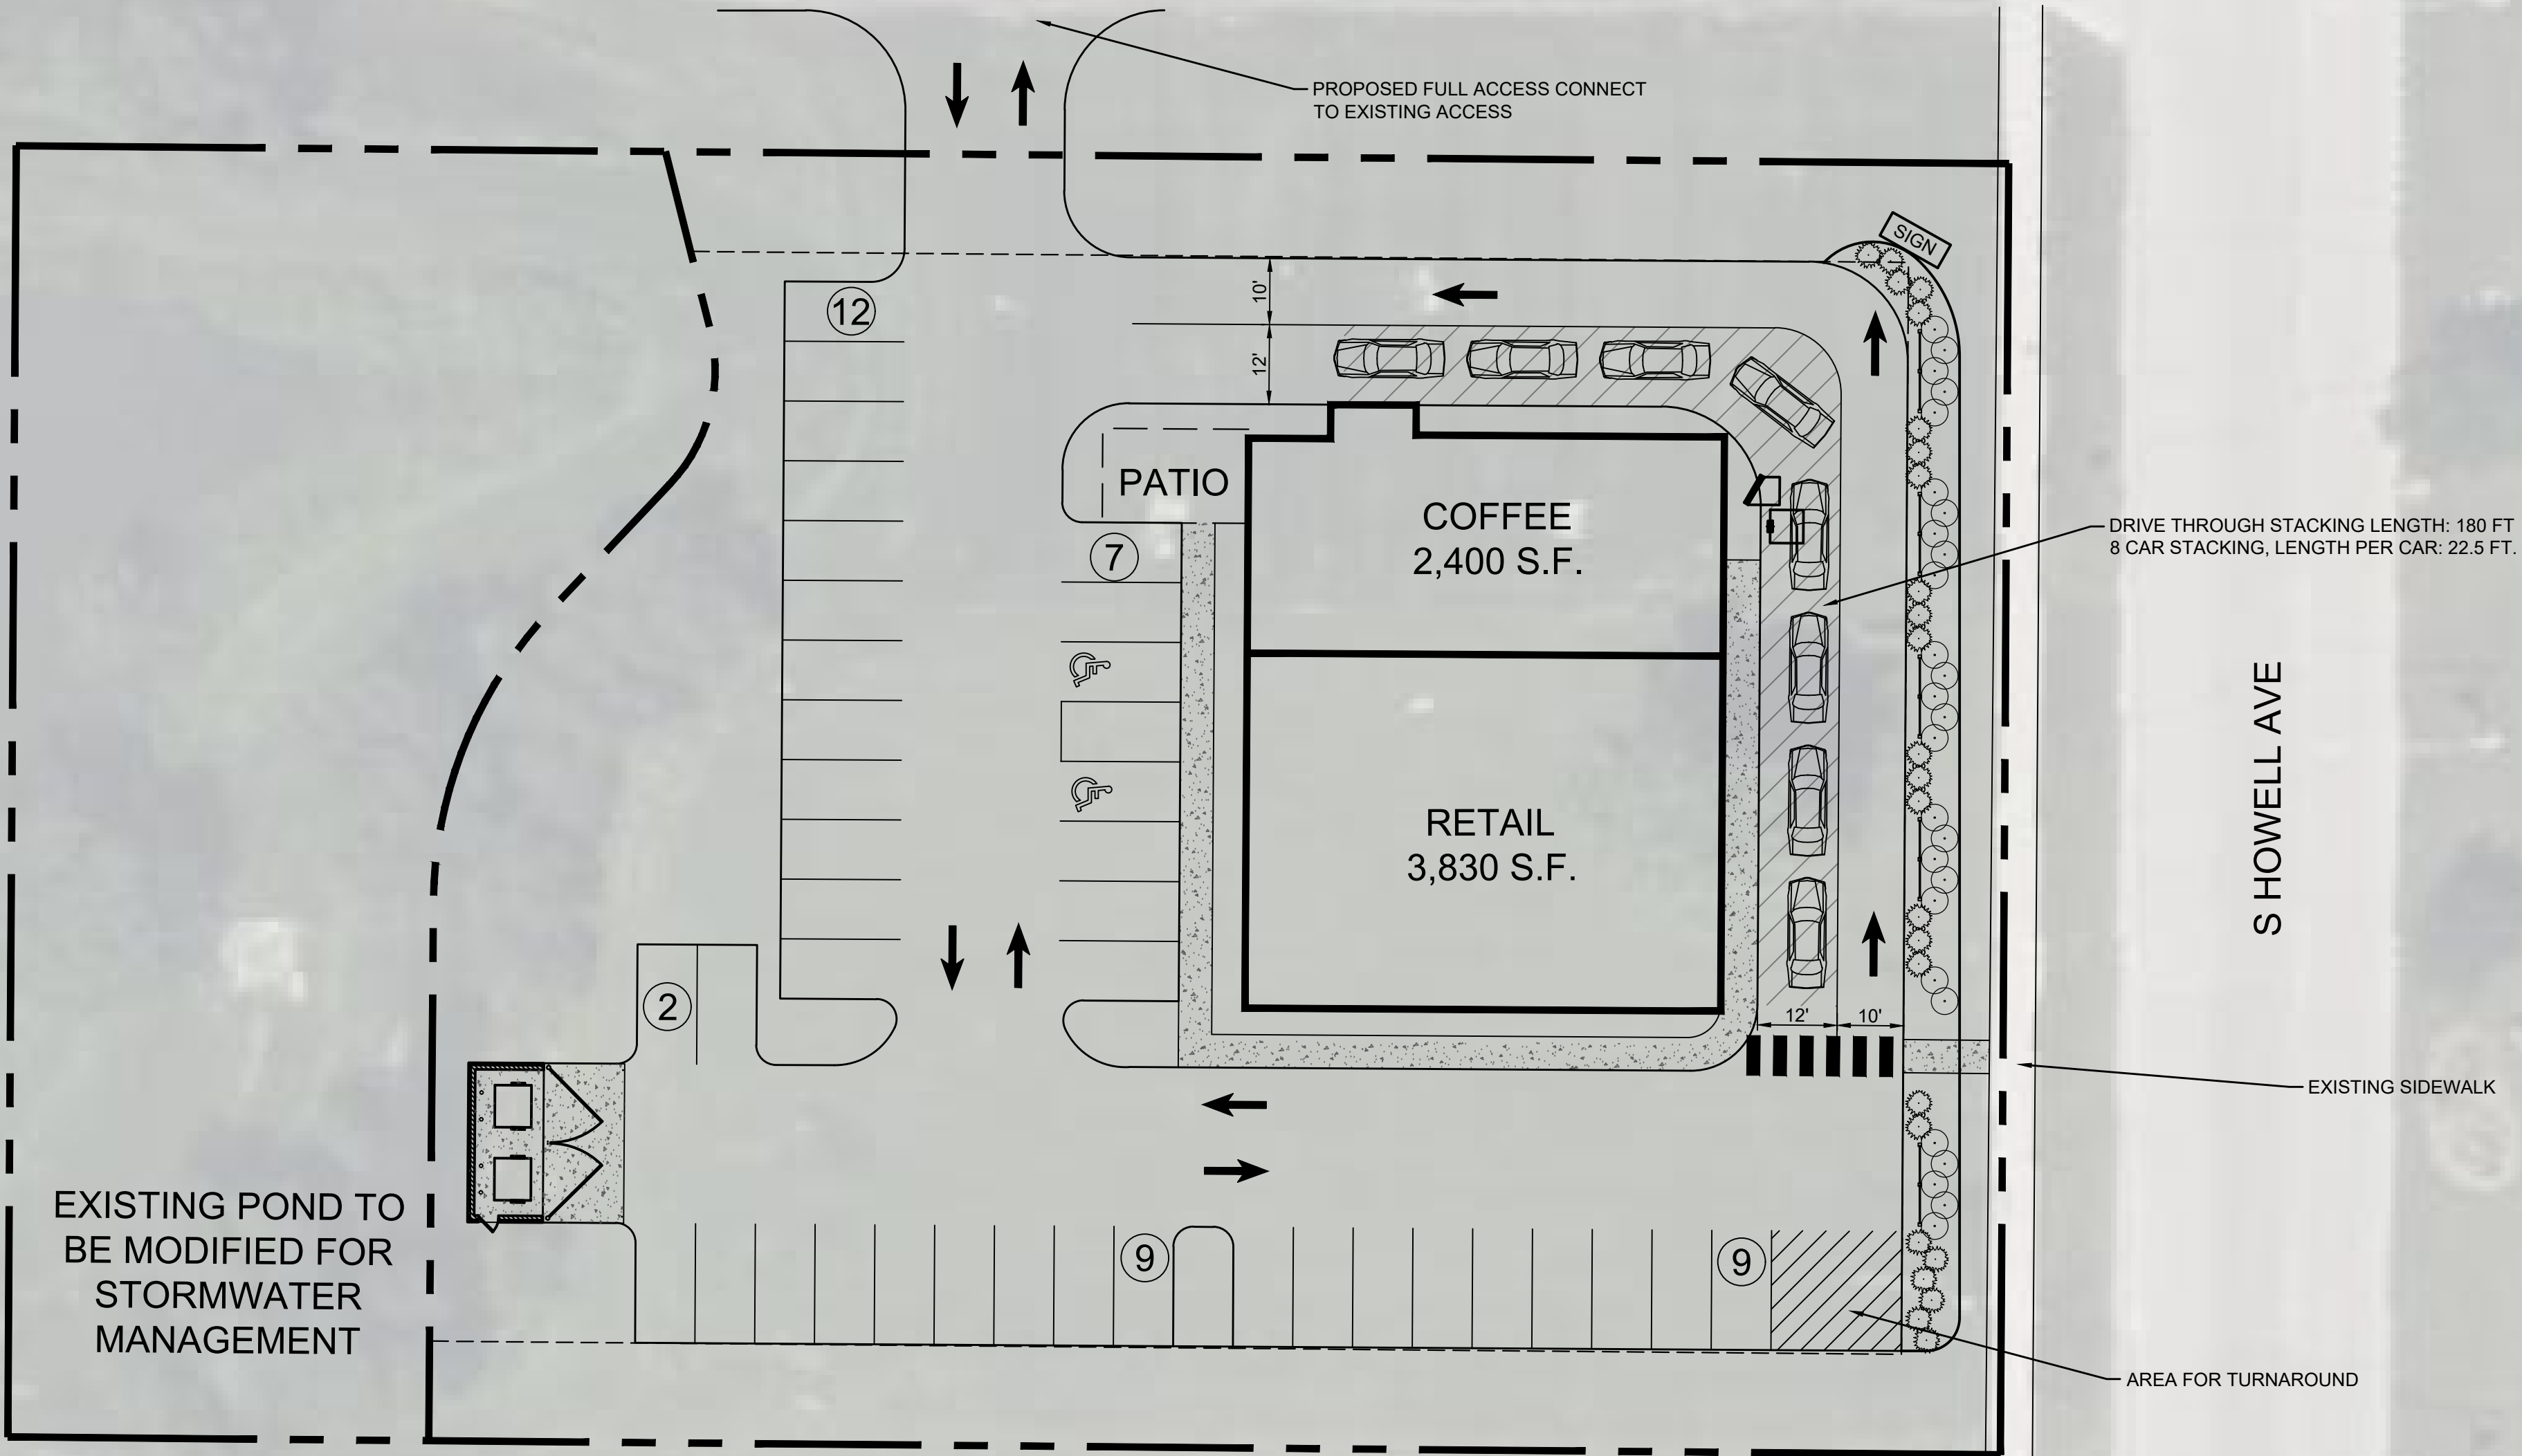 PROPOSED FULL ACCESS CONNECT
TO EXISTING ACCESS
SIGN
10'
12
12'
PATIO
COFFEE
2,400 S.F.
DRIVE THROUGH STACKING LENGTH: 180 FT
8 CAR STACKING, LENGTH PER CAR: 22.5 FT.
7
S HOWELL AVE
RETAIL
3,830 S.F.
2
12'
10'
EXISTING SIDEWALK
EXISTING POND TO
BE MODIFIED FOR
STORMWATER
MANAGEMENT
9
9
AREA FOR TURNAROUND